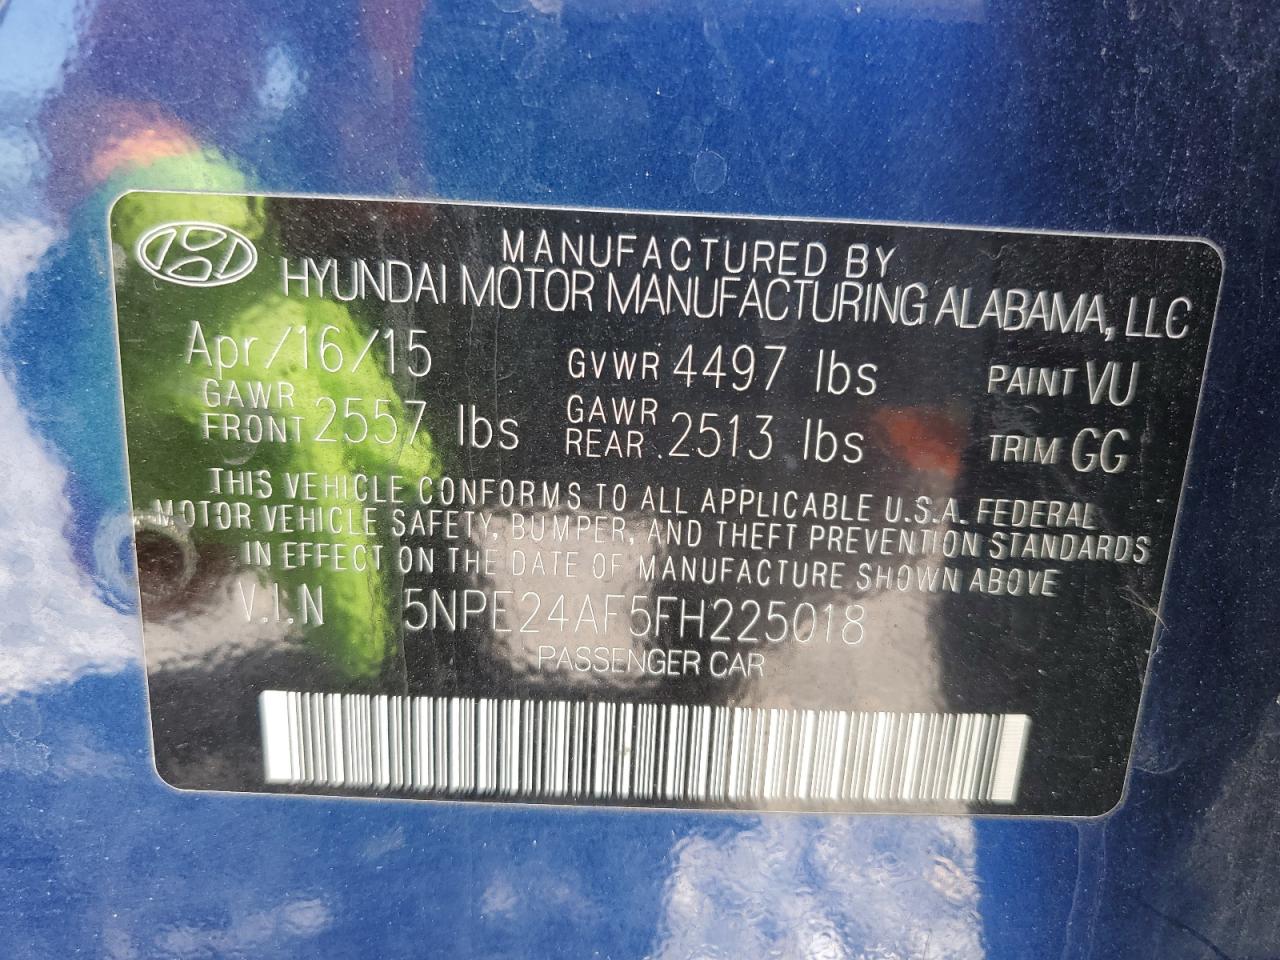 MANUFACTURED BY
HYUNDAI MOTOR MANUFACTURING ALABAMA, LLC
Apr/16/15 GVWR 4497 lbs PAINT VU
GAWR FRONT 2557 lbs GAWR REAR 2513 lbs TRIM GG
THIS VEHICLE CONFORMS TO ALL APPLICABLE U.S.A. FEDERAL
MOTOR VEHICLE SAFETY, BUMPER, AND THEFT PREVENTION STANDARDS
IN EFFECT ON THE DATE OF MANUFACTURE SHOWN ABOVE
V.I.N 5NPE24AF5FH225018
PASSENGER CAR